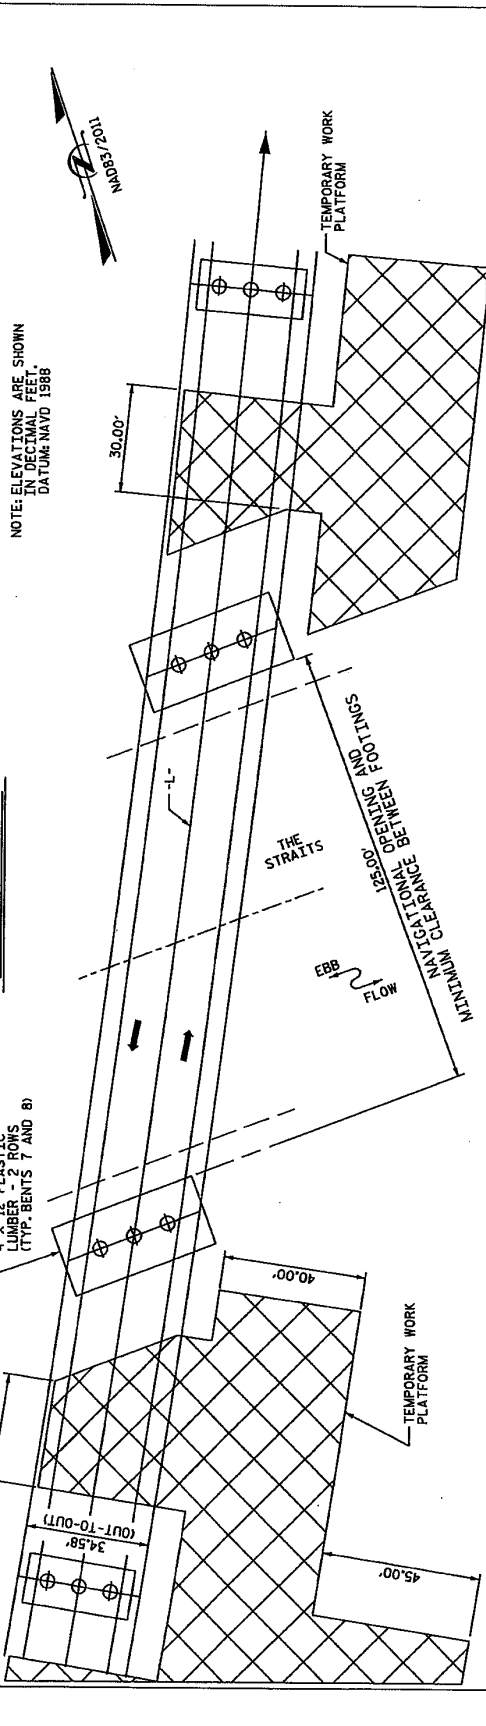 NAD83/2011
NOTE: ELEVATIONS ARE SHOWN
IN DECIMAL FEET.
DATUM: NAVD 1988
TEMPORARY WORK
PLATFORM
30.00'
-L-
THE
STRAITS
125.00'
NAVIGATIONAL OPENING AND
MINIMUM CLEARANCE BETWEEN FOOTINGS
EBB
FLOW
LUMBER - 2 ROWS
(TYP. BENTS 7 AND 8)
40.00'
TEMPORARY WORK
PLATFORM
34.58'
(OUT-TO-OUT)
45.00'